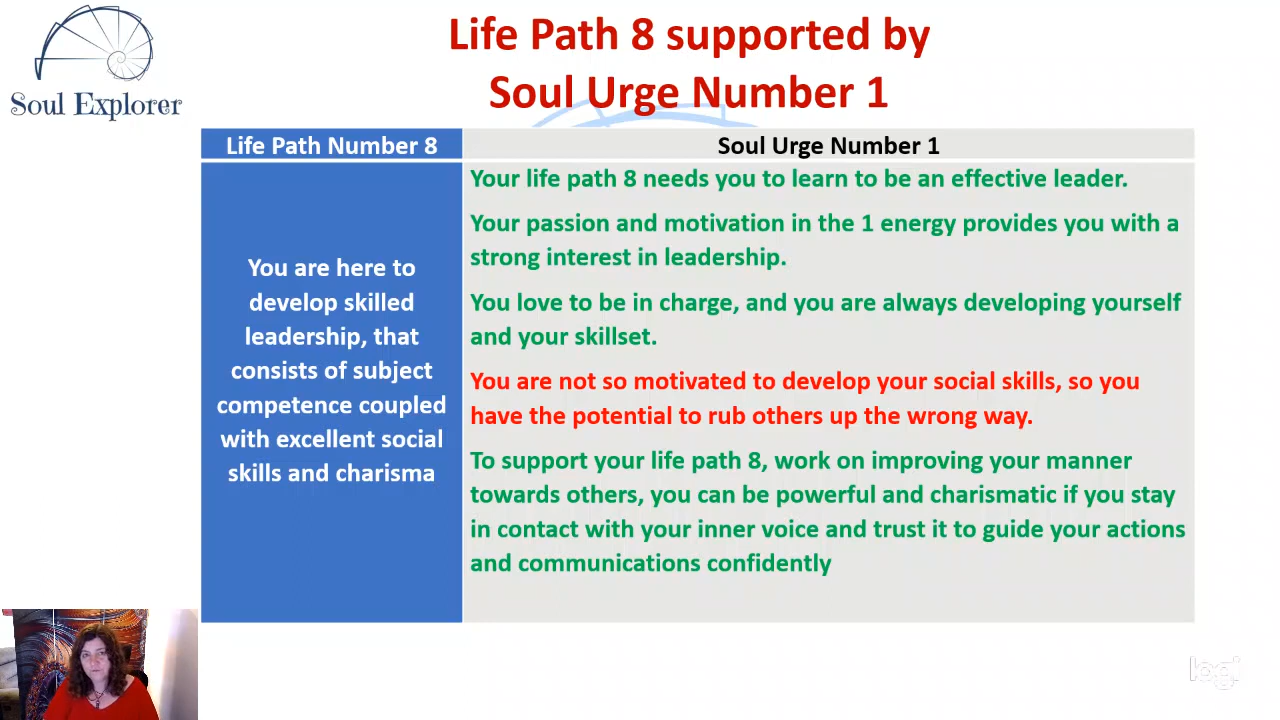 Life Path 8 supported by
Soul Urge Number 1
Soul Explorer
Life Path Number 8
Soul Urge Number 1
You are here to
develop skilled
leadership, that
consists of subject
competence coupled
with excellent social
skills and charisma
Your life path 8 needs you to learn to be an effective leader.
Your passion and motivation in the 1 energy provides you with a
strong interest in leadership.
You love to be in charge, and you are always developing yourself
and your skillset.
You are not so motivated to develop your social skills, so you
have the potential to rub others up the wrong way.
To support your life path 8, work on improving your manner
towards others, you can be powerful and charismatic if you stay
in contact with your inner voice and trust it to guide your actions
and communications confidently